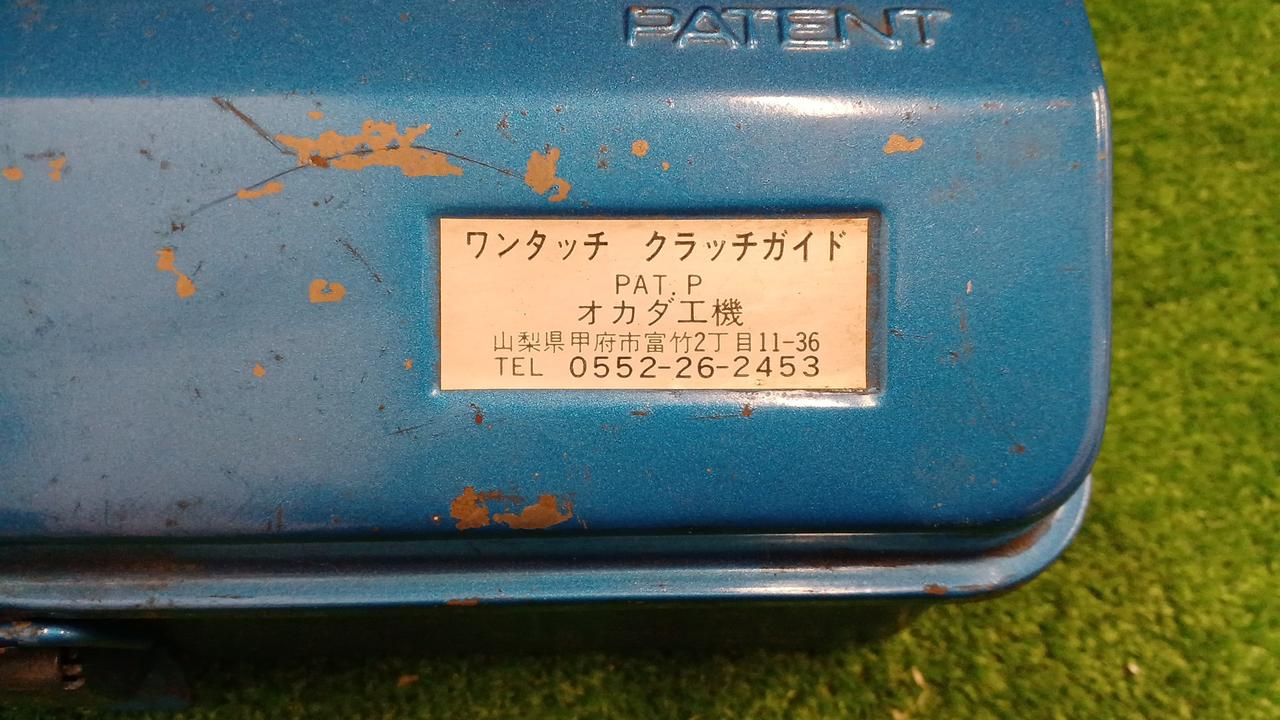 PATENT
ワンタッチ　クラッチガイド
PAT.P
オカダ工機
山梨県甲府市富竹2丁目11-36
TEL 0552-26-2453